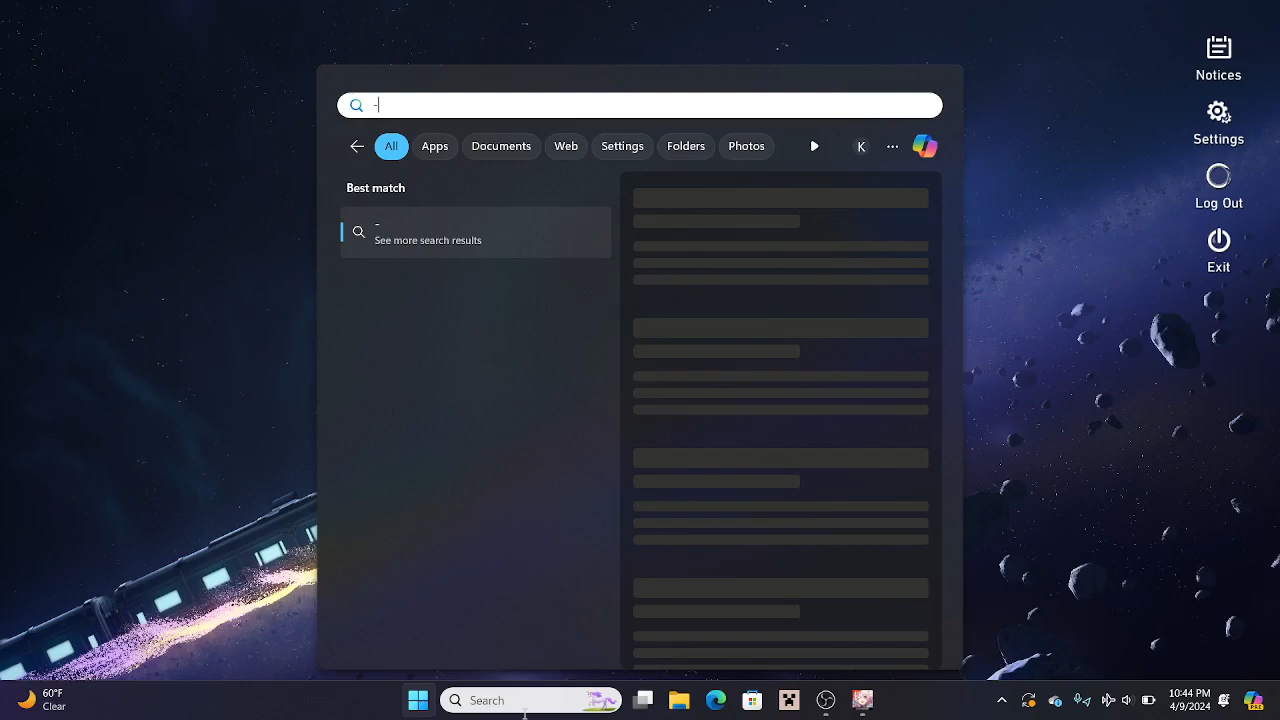 Notices
Settings
Log Out
Exit
-
All Apps Documents Web Settings Folders Photos K ...
Best match
-
See more search results
60°F
Clear
Search
10:44 PM
4/9/2024